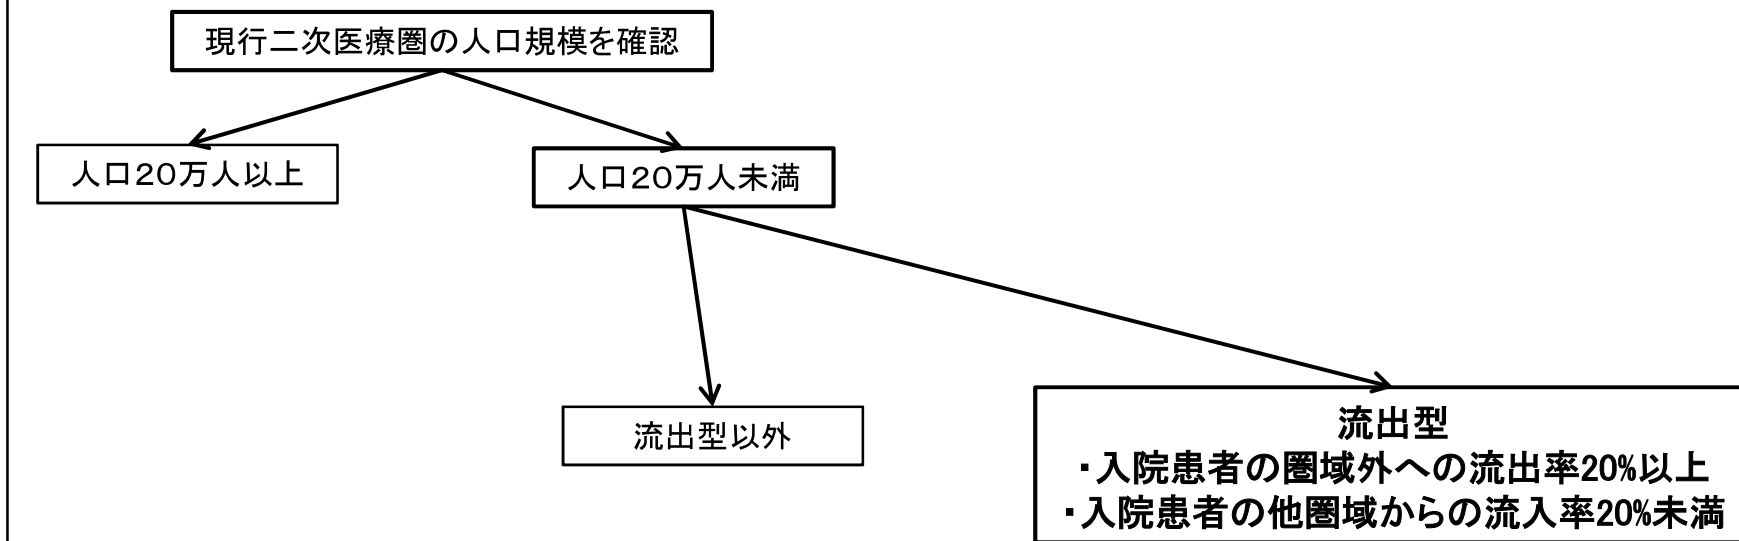 現行二次医療圏の人口規模を確認
人口20万人以上
人口20万人未満
流出型以外
流出型
・入院患者の圏域外への流出率20%以上
・入院患者の他圏域からの流入率20%未満